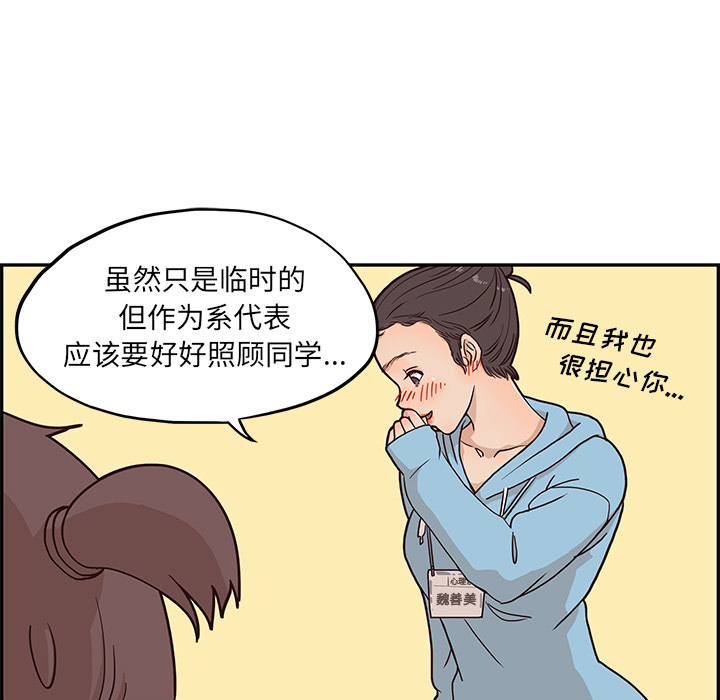 虽然只是临时的
但作为系代表
应该要好好照顾同学...
而且我也
很担心你...
心理
魏善美